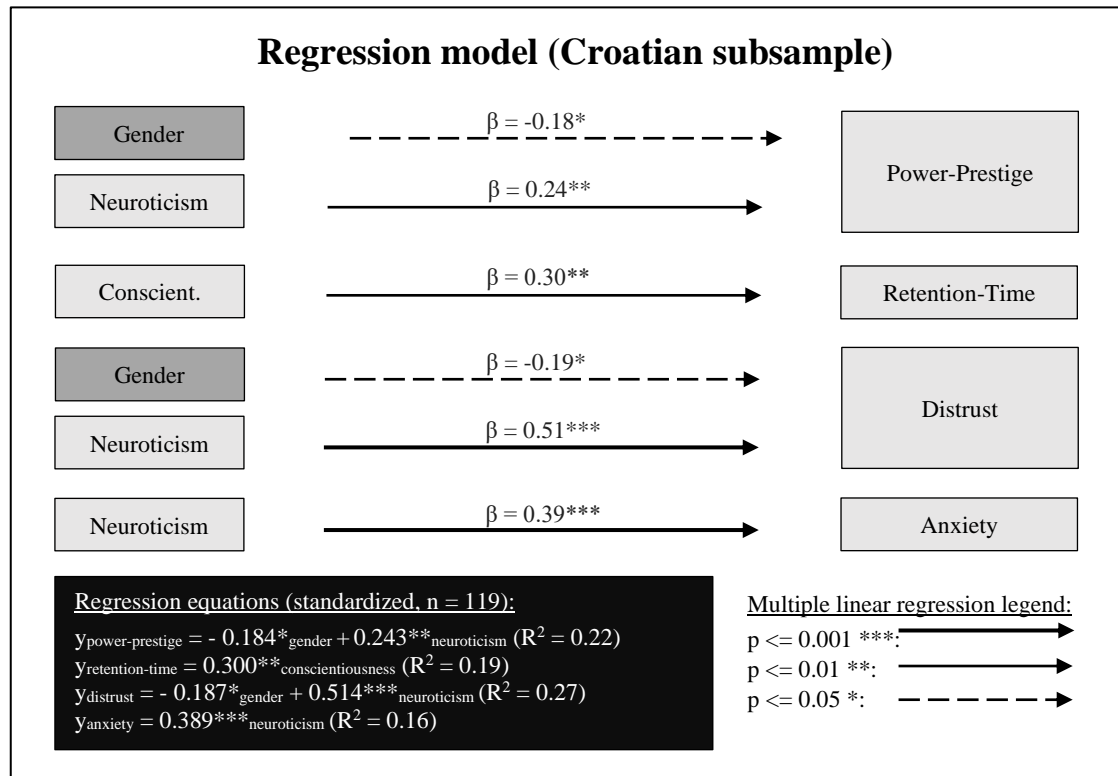 Regression model (Croatian subsample)
Gender
β = -0.18*
Power-Prestige
Neuroticism
β = 0.24**
Conscient.
β = 0.30**
Retention-Time
Gender
β = -0.19*
Distrust
Neuroticism
β = 0.51***
Neuroticism
β = 0.39***
Anxiety
Regression equations (standardized, n = 119):
ypower-prestige = - 0.184*gender + 0.243**neuroticism (R² = 0.22)
yretention-time = 0.300**conscientiousness (R² = 0.19)
ydistrust = - 0.187*gender + 0.514***neuroticism (R² = 0.27)
yanxiety = 0.389***neuroticism (R² = 0.16)
Multiple linear regression legend:
p <= 0.001 ***:
p <= 0.01 **:
p <= 0.05 *: